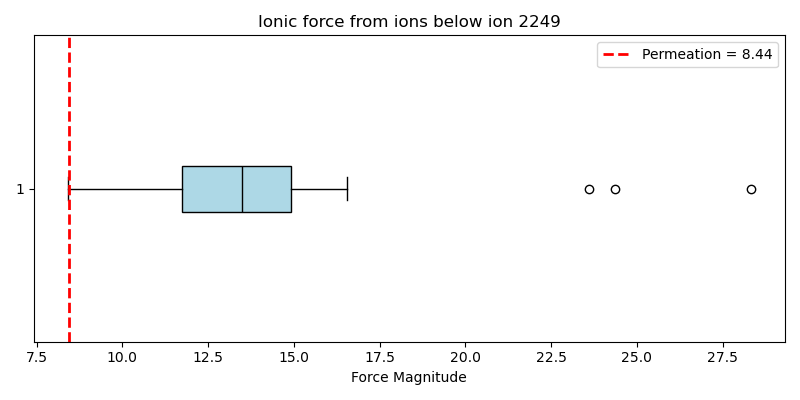 Ionic force from ions below ion 2249
Permeation = 8.44
1
7.5 10.0 12.5 15.0 17.5 20.0 22.5 25.0 27.5
Force Magnitude